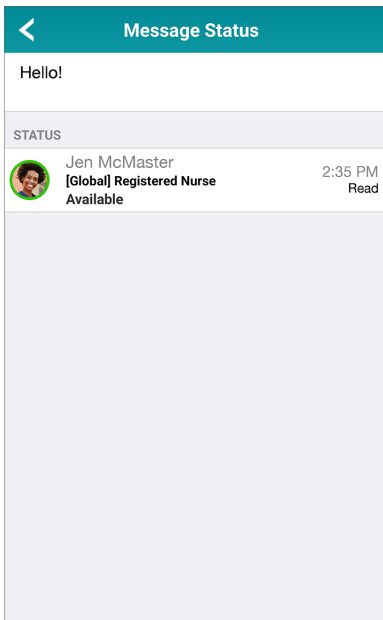 Message Status
Hello!
STATUS
Jen McMaster
[Global] Registered Nurse
Available
2:35 PM
Read